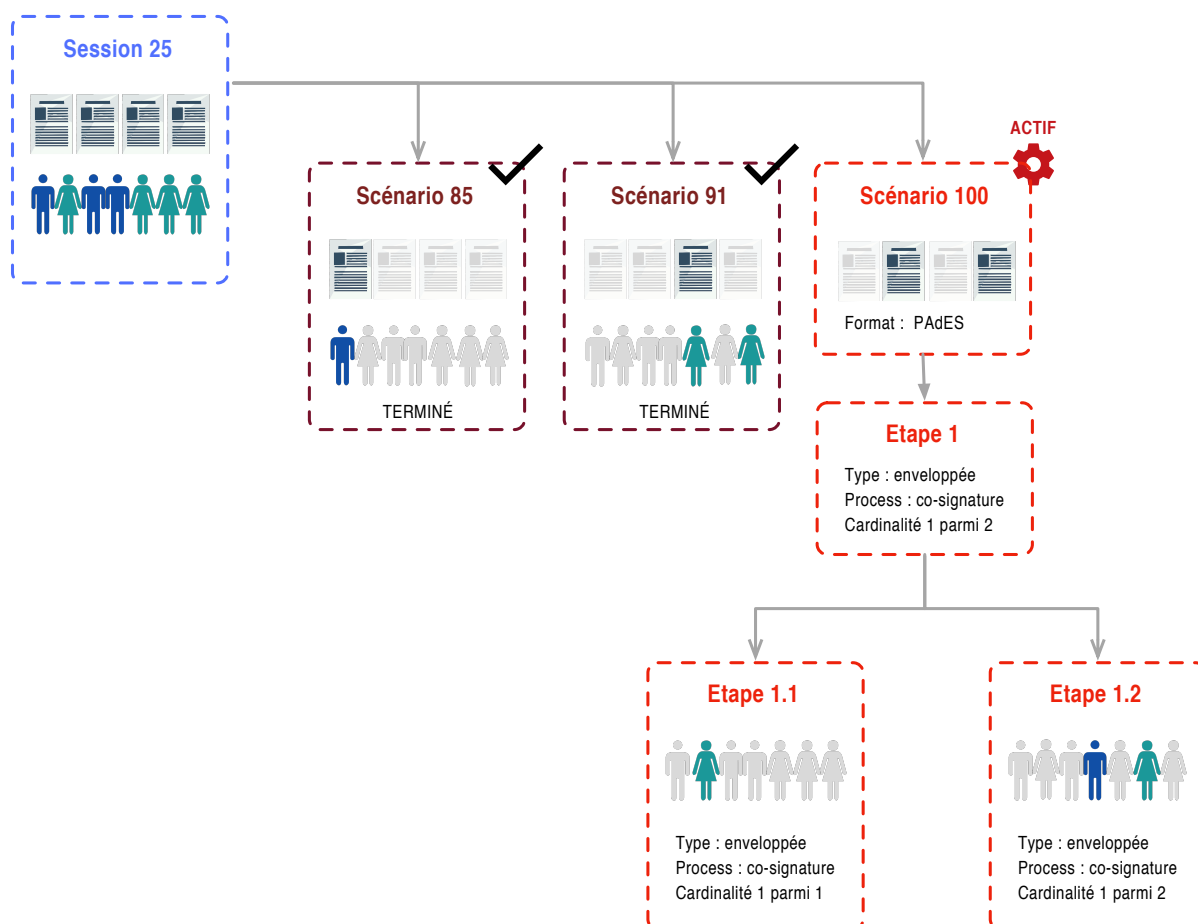 Session 25
ACTIF
Scénario 85
Scénario 91
Scénario 100
Format : PAdES
TERMINÉ
TERMINÉ
Etape 1
Type : enveloppée
Process : co-signature
Cardinalité 1 parmi 2
Etape 1.1
Type : enveloppée
Process : co-signature
Cardinalité 1 parmi 1
Etape 1.2
Type : enveloppée
Process : co-signature
Cardinalité 1 parmi 2